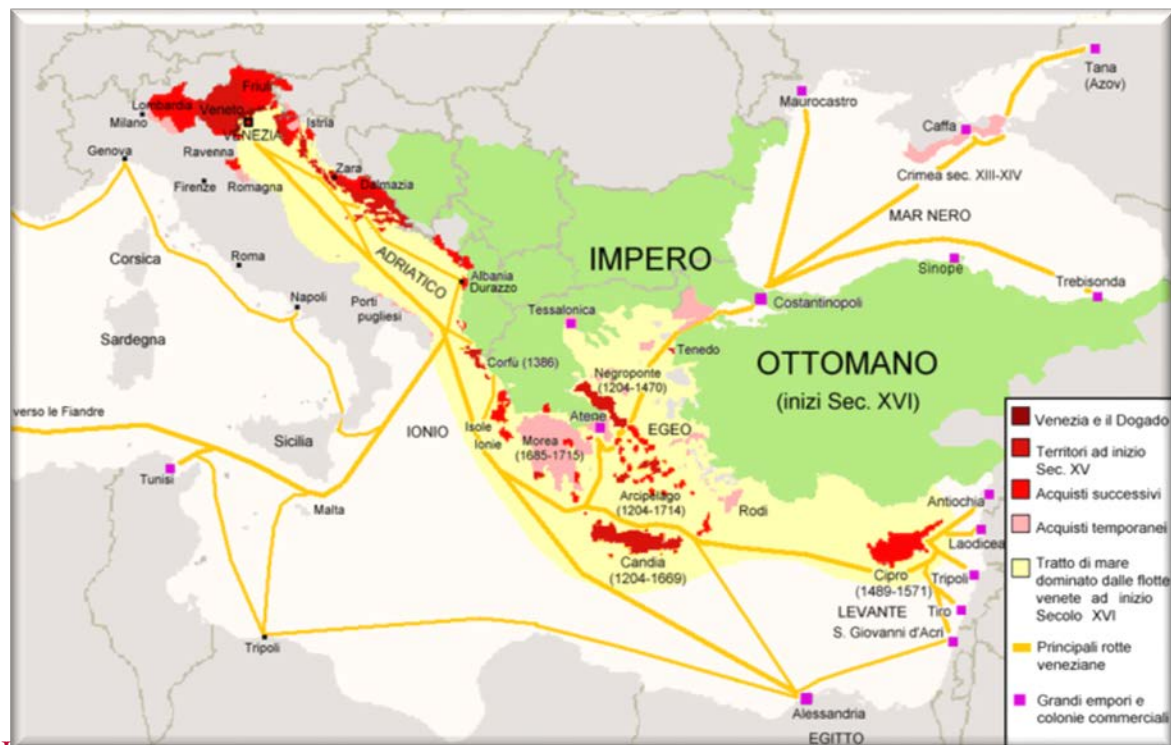 Tana
(Azov)
Maurocastro
Caffa
Crimea sec. XIII-XIV
MAR NERO
Sinope
Trebisonda
Costantinopoli
Friuli
Lombardia
Veneto
Milano
VENEZIA
Istria
Genova
Ravenna
Zara
Firenze
Romagna
Dalmazia
ADRIATICO
Corsica
Roma
Albania
Durazzo
Napoli
Porti
pugliesi
Sardegna
IMPERO
OTTOMANO
(inizi Sec. XVI)
Tessalonica
Tenedo
Corfù (1386)
Negroponte
(1204-1470)
Atene
EGEO
verso le Fiandre
Sicilia
IONIO
Isole
Ionie
Morea
(1685-1715)
Tunisi
Malta
Arcipelago
(1204-1714)
Rodi
Candia
(1204-1669)
Antiochia
Laodicea
Cipro
(1489-1571)
Tripoli
LEVANTE
Tiro
S. Giovanni d'Acri
Tripoli
Alessandria
EGITTO
Venezia e il Dogado
Territori ad inizio
Sec. XV
Acquisti successivi
Acquisti temporanei
Tratto di mare
dominato dalle flotte
venete ad inizio
Secolo XVI
Principali rotte
veneziane
Grandi empori e
colonie commerciali